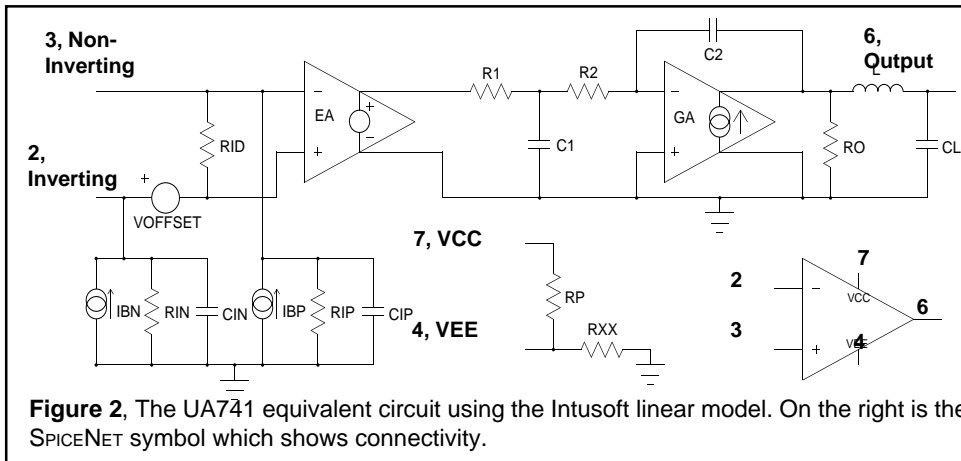 3, Non-
Inverting
6,
Output
L
C2
R1
R2
EA
+
−
−
+
GA
−
+
RID
C1
RO
CL
2,
Inverting
+
VOFFSET
7, VCC
RP
4, VEE
RXX
IBN
RIN
CIN
IBP
RIP
CIP
7
2
−
VCC
6
3
+
VEE
4
Figure 2, The UA741 equivalent circuit using the Intusoft linear model. On the right is the
SPICENET symbol which shows connectivity.